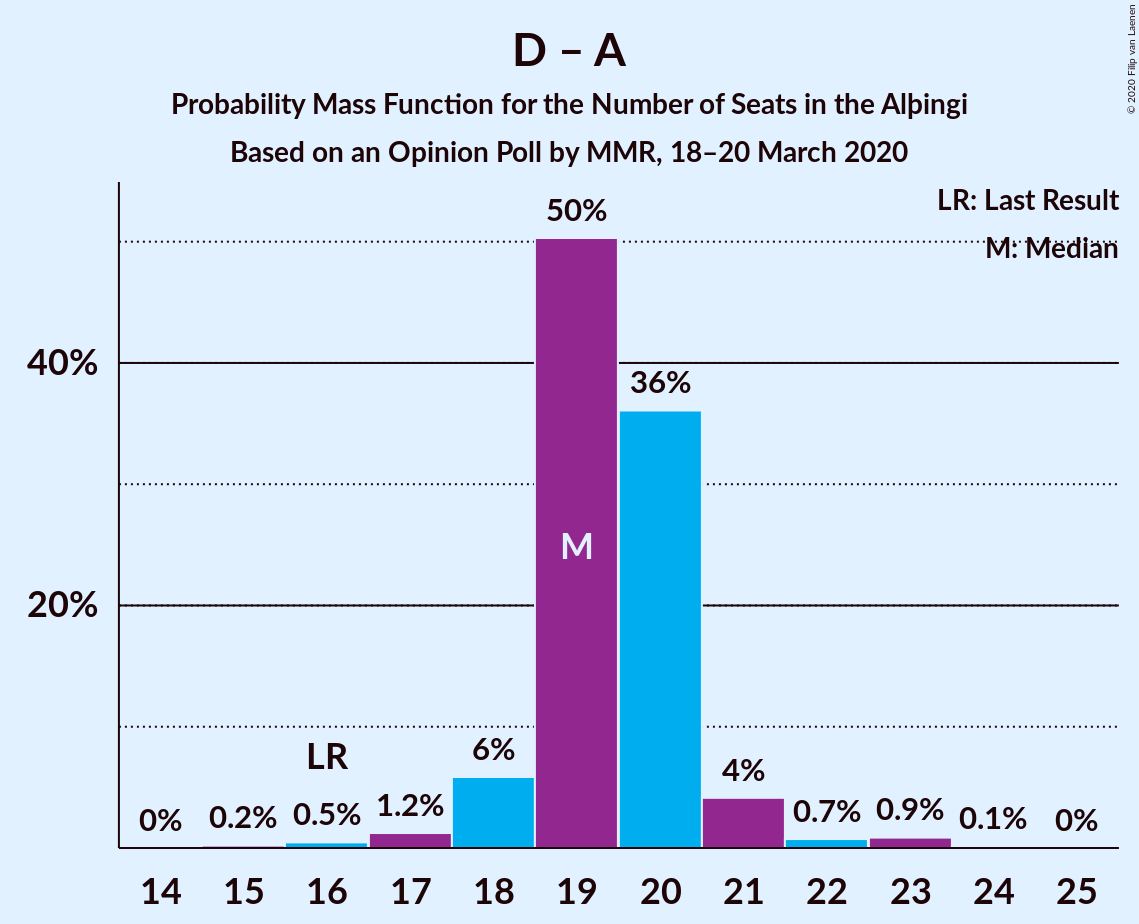 D – A
Probability Mass Function for the Number of Seats in the Alþingi
Based on an Opinion Poll by MMR, 18–20 March 2020
© 2020 Filip van Laenen
LR: Last Result
M: Median
50%
40%
36%
M
20%
LR
0%
0.2%
0.5%
1.2%
6%
4%
0.7%
0.9%
0.1%
0%
14 15 16 17 18 19 20 21 22 23 24 25